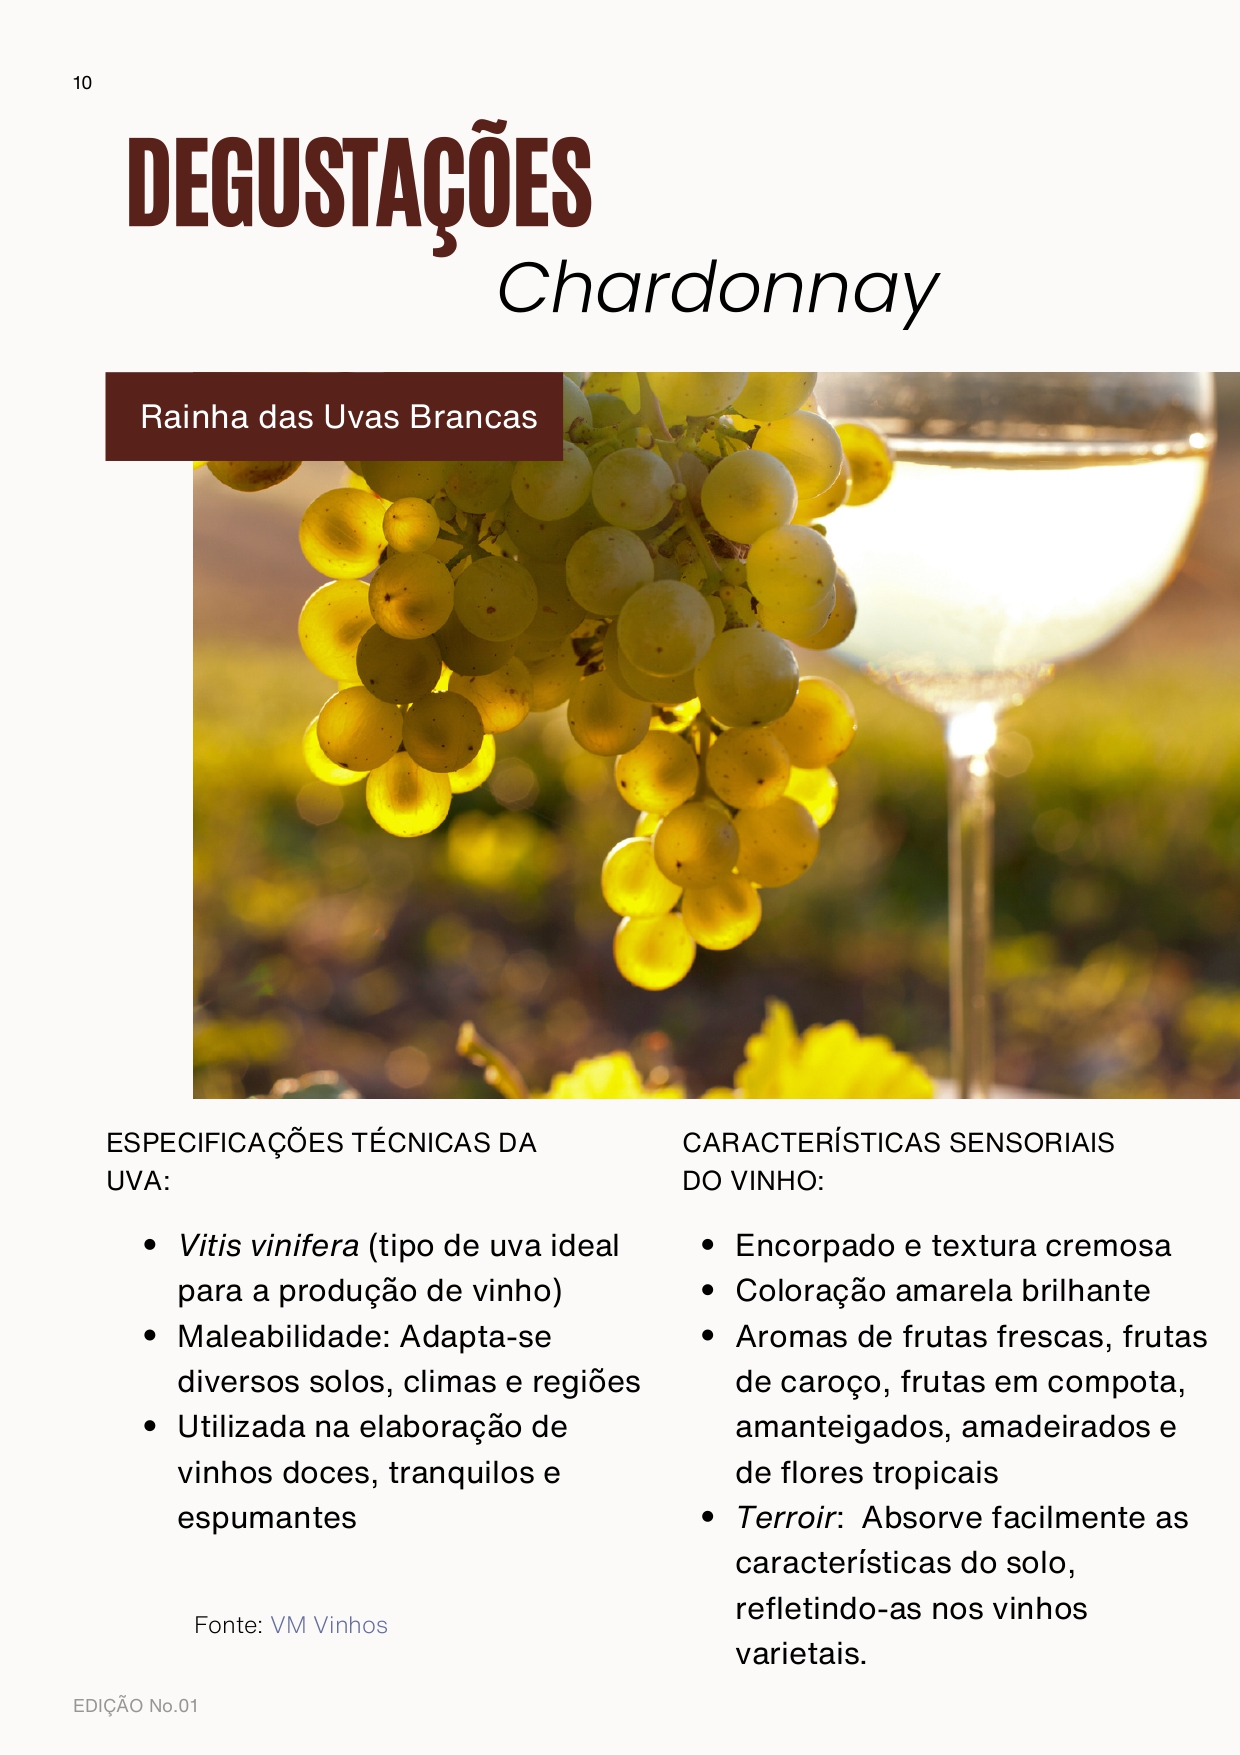 10
DEGUSTAÇÕES
Chardonnay
Rainha das Uvas Brancas
ESPECIFICAÇÕES TÉCNICAS DA
UVA:
• Vitis vinifera (tipo de uva ideal
para a produção de vinho)
• Maleabilidade: Adapta-se
diversos solos, climas e regiões
• Utilizada na elaboração de
vinhos doces, tranquilos e
espumantes
Fonte: VM Vinhos
CARACTERÍSTICAS SENSORIAIS
DO VINHO:
• Encorpado e textura cremosa
• Coloração amarela brilhante
• Aromas de frutas frescas, frutas
de caroço, frutas em compota,
amanteigados, amadeirados e
de flores tropicais
• Terroir: Absorve facilmente as
características do solo,
refletindo-as nos vinhos
varietais.
EDIÇÃO No.01